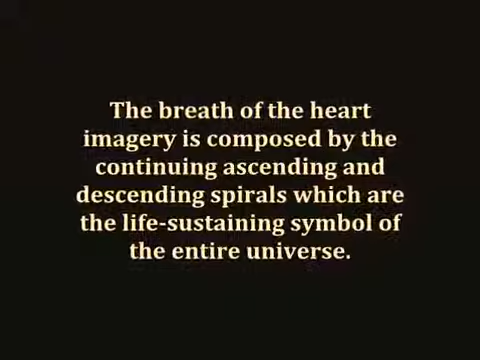 The breath of the heart
imagery is composed by the
continuing ascending and
descending spirals which are
the life-sustaining symbol of
the entire universe.